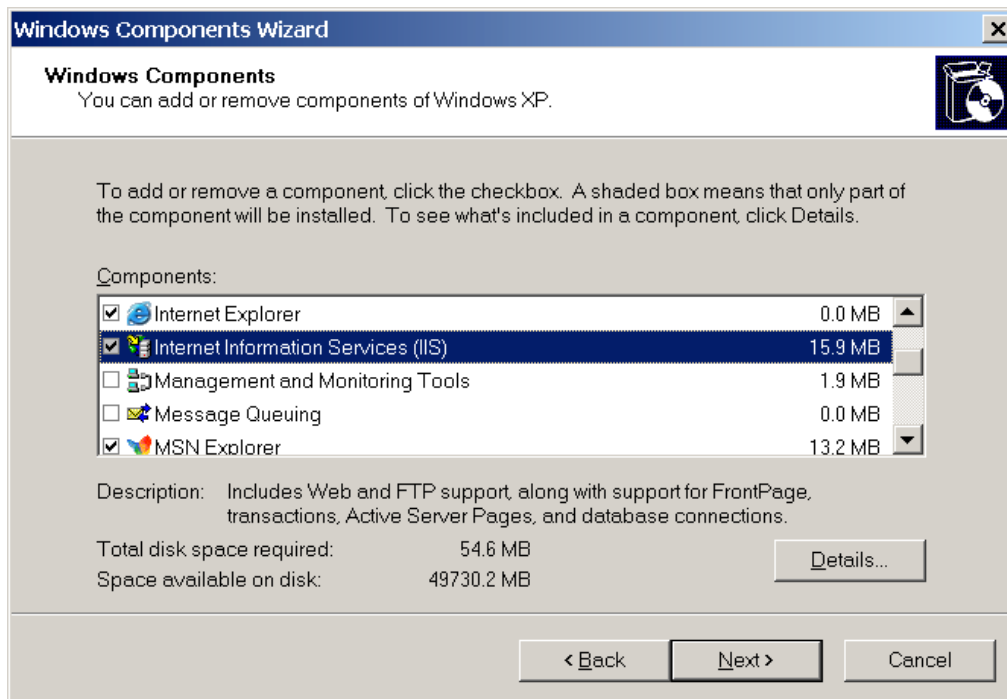 Windows Components Wizard
Windows Components
You can add or remove components of Windows XP.
To add or remove a component, click the checkbox. A shaded box means that only part of
the component will be installed. To see what's included in a component, click Details.
Components:
Internet Explorer 0.0 MB
Internet Information Services (IIS) 15.9 MB
Management and Monitoring Tools 1.9 MB
Message Queuing 0.0 MB
MSN Explorer 13.2 MB
Description: Includes Web and FTP support, along with support for FrontPage,
transactions, Active Server Pages, and database connections.
Total disk space required: 54.6 MB
Space available on disk: 49730.2 MB
Details...
< Back Next > Cancel